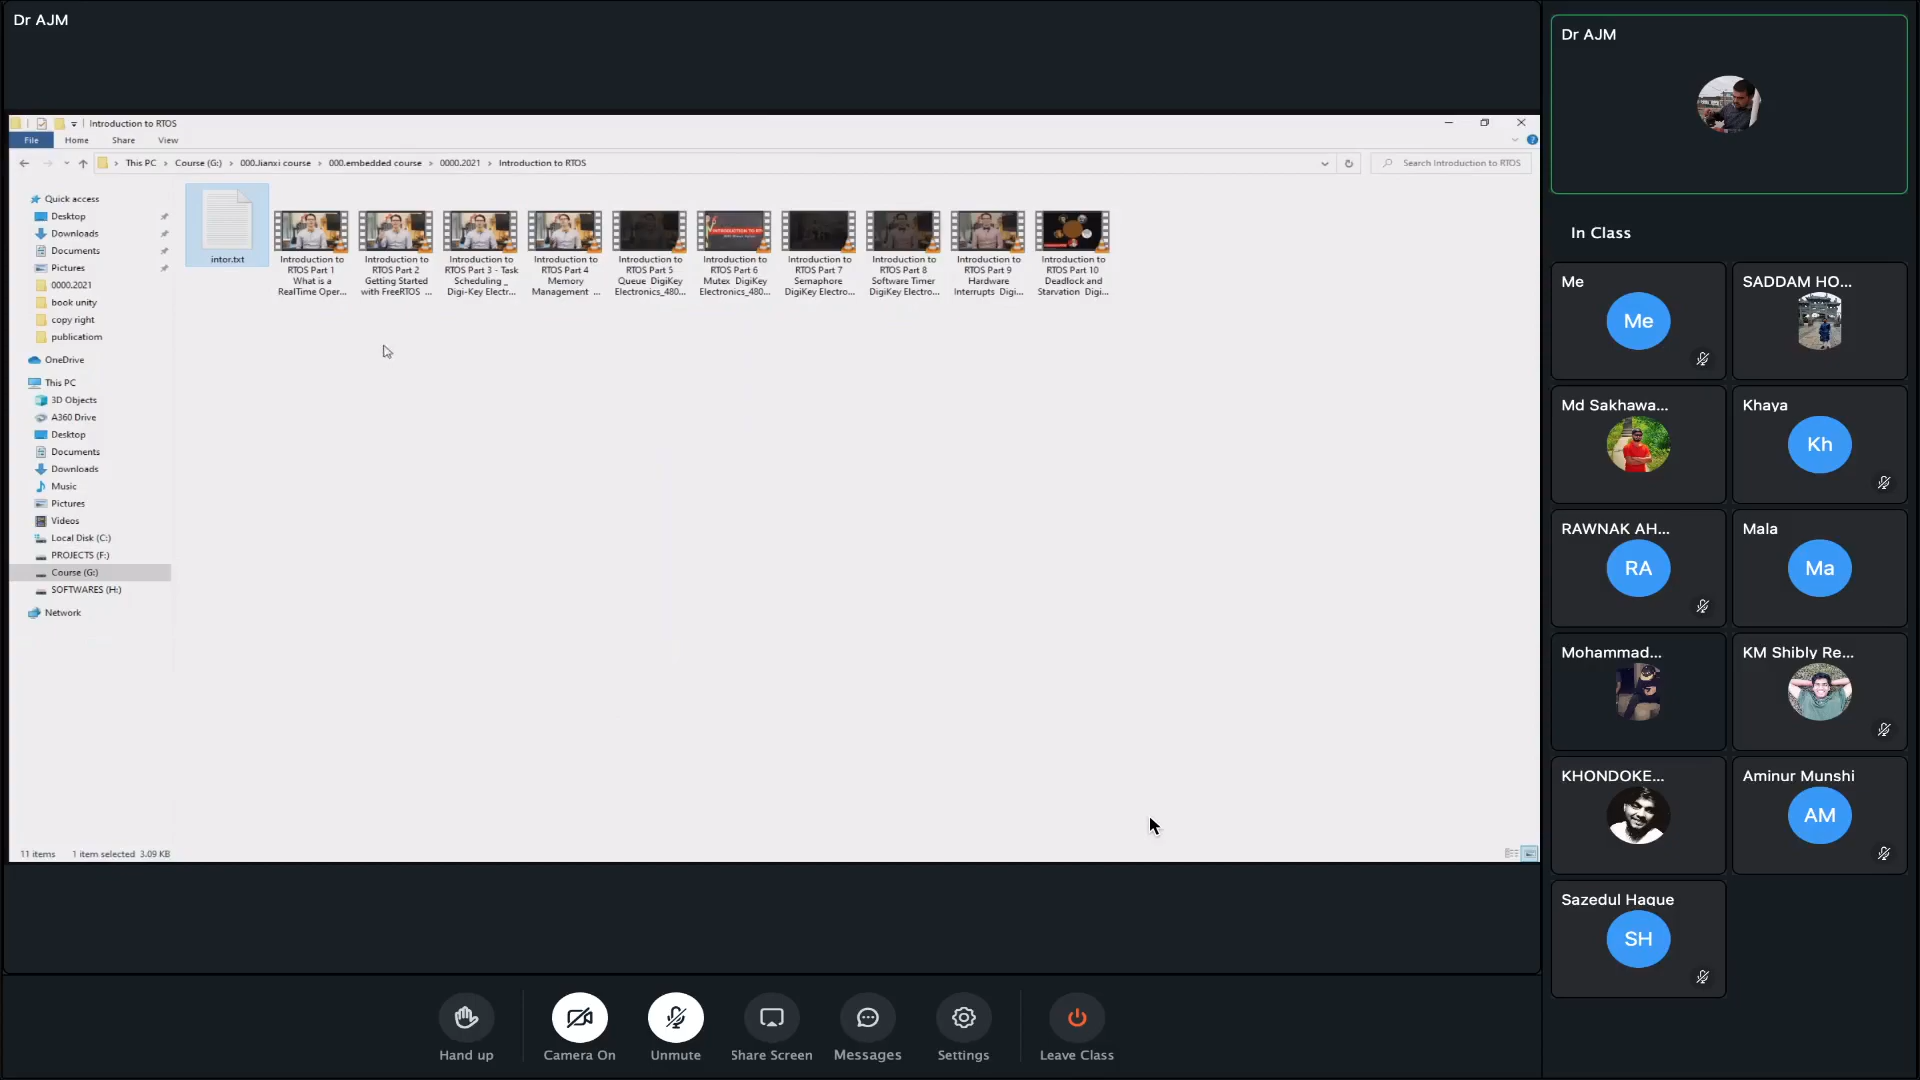 Dr AJM
Introduction to RTOS
File Home Share View
This PC > Course (G:) > 000.Jianxi course > 000.embedded course > 0000.2021 > Introduction to RTOS
Search Introduction to RTOS
Quick access
Desktop
Downloads
Documents
Pictures
0000.2021
book unity
copy right
publicatiom
OneDrive
This PC
3D Objects
A360 Drive
Desktop
Documents
Downloads
Music
Pictures
Videos
Local Disk (C:)
PROJECTS (F:)
Course (G:)
SOFTWARES (H:)
Network
intor.txt
Introduction to
RTOS Part 1
What is a
RealTime Oper...
Introduction to
RTOS Part 2
Getting Started
with FreeRTOS ...
Introduction to
RTOS Part 3 - Task
Scheduling _
Digi-Key Electr...
Introduction to
RTOS Part 4
Memory
Management ...
Introduction to
RTOS Part 5
Queue DigiKey
Electronics_480...
Introduction to
RTOS Part 6
Mutex DigiKey
Electronics_480...
Introduction to
RTOS Part 7
Semaphore
DigiKey Electro...
Introduction to
RTOS Part 8
Software Timer
DigiKey Electro...
Introduction to
RTOS Part 9
Hardware
Interrupts Digi...
Introduction to
RTOS Part 10
Deadlock and
Starvation Digi...
11 items 1 item selected 3.09 KB
Dr AJM
In Class
Me
Me
SADDAM HO...
Md Sakhawa...
Khaya
Kh
RAWNAK AH...
RA
Mala
Ma
Mohammad...
KM Shibly Re...
KHONDOKE...
Aminur Munshi
AM
Sazedul Haque
SH
Hand up
Camera On
Unmute
Share Screen
Messages
Settings
Leave Class